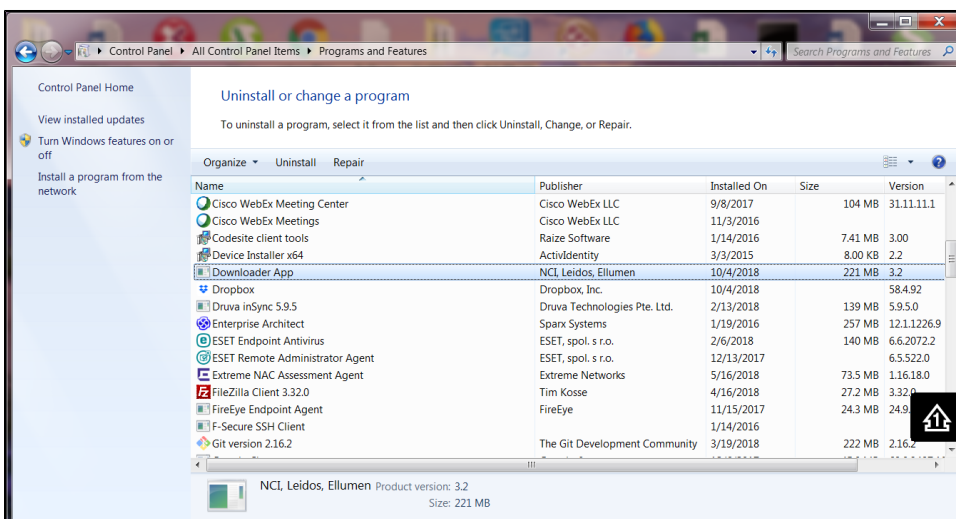 Control Panel ▸ All Control Panel Items ▸ Programs and Features
Search Programs and Features
Control Panel Home
View installed updates
Turn Windows features on or
off
Install a program from the
network
Uninstall or change a program
To uninstall a program, select it from the list and then click Uninstall, Change, or Repair.
Organize Uninstall Repair
Name Publisher Installed On Size Version
Cisco WebEx Meeting Center Cisco WebEx LLC 9/8/2017 104 MB 31.11.11.1
Cisco WebEx Meetings Cisco WebEx LLC 11/3/2016
Codesite client tools Raize Software 1/14/2016 7.41 MB 3.00
Device Installer x64 ActivIdentity 3/3/2015 8.00 KB 2.2
Downloader App NCI, Leidos, Ellumen 10/4/2018 221 MB 3.2
Dropbox Dropbox, Inc. 10/4/2018 58.4.92
Druva inSync 5.9.5 Druva Technologies Pte. Ltd. 2/13/2018 139 MB 5.9.5.0
Enterprise Architect Sparx Systems 1/19/2016 257 MB 12.1.1226.9
ESET Endpoint Antivirus ESET, spol. s r.o. 2/6/2018 140 MB 6.6.2072.2
ESET Remote Administrator Agent ESET, spol. s r.o. 12/13/2017 6.5.522.0
Extreme NAC Assessment Agent Extreme Networks 5/16/2018 73.5 MB 1.16.18.0
FileZilla Client 3.32.0 Tim Kosse 4/16/2018 27.2 MB 3.32.0
FireEye Endpoint Agent FireEye 11/15/2017 24.3 MB 24.9.
F-Secure SSH Client 1/14/2016
Git version 2.16.2 The Git Development Community 3/19/2018 222 MB 2.16.2
NCI, Leidos, Ellumen Product version: 3.2
Size: 221 MB